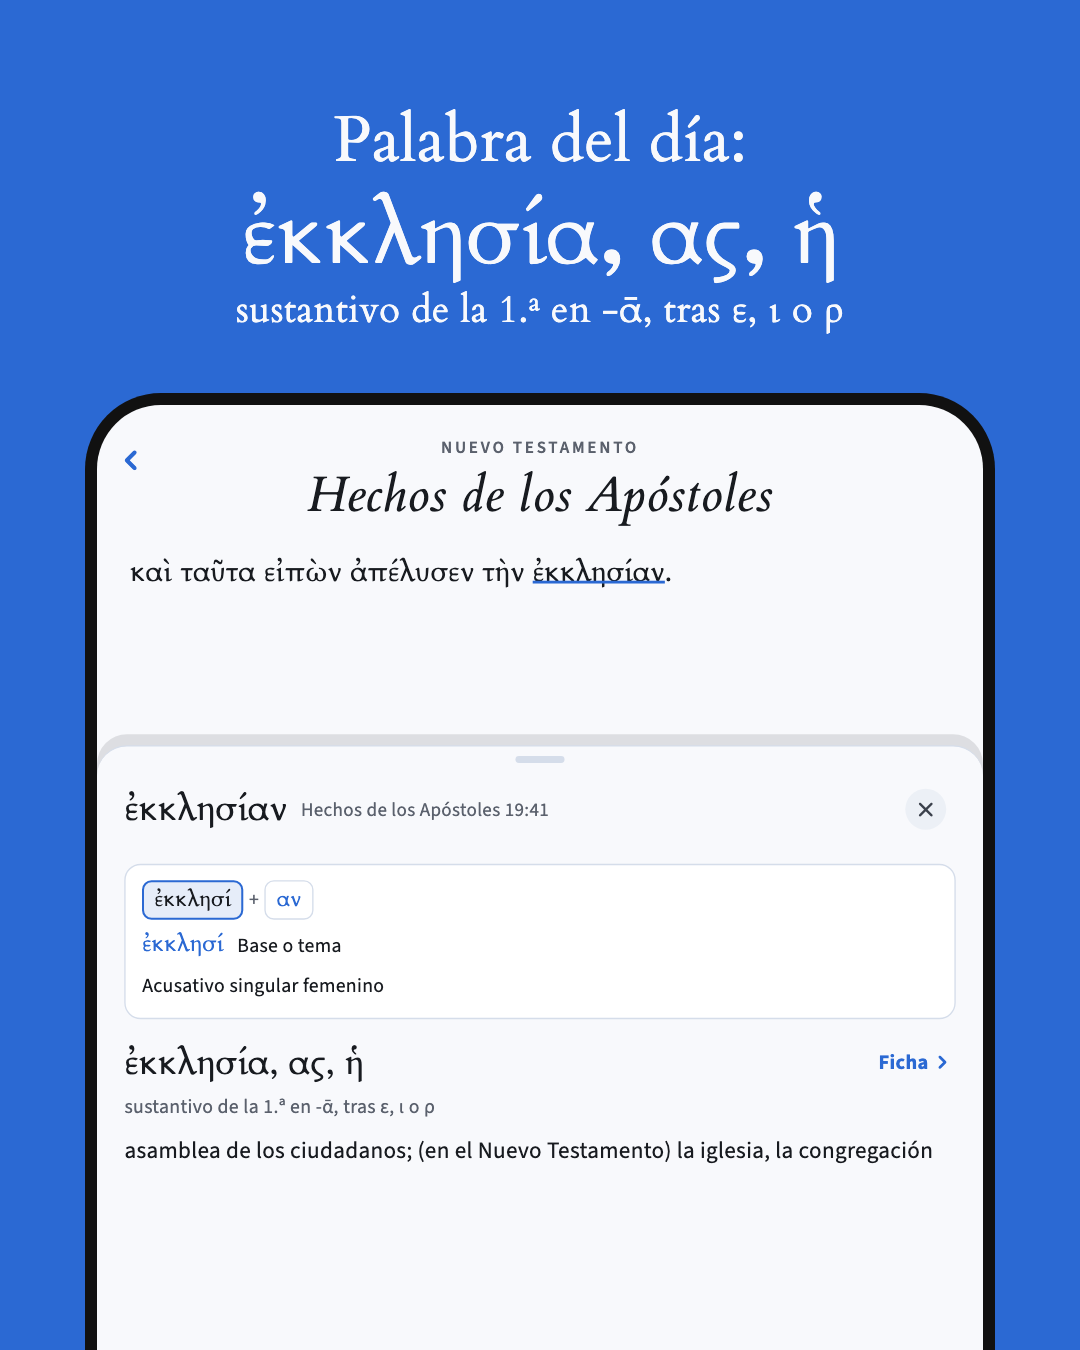 Palabra del día:
ἐκκλησία, ας, ἡ
sustantivo de la 1.ª en -ᾱ, tras ε, ι ο ρ
NUEVO TESTAMENTO
Hechos de los Apóstoles
καὶ ταῦτα εἰπὼν ἀπέλυσεν τὴν ἐκκλησίαν.
ἐκκλησίαν Hechos de los Apóstoles 19:41
ἐκκλησί + αν
ἐκκλησί Base o tema
Acusativo singular femenino
ἐκκλησία, ας, ἡ Ficha
sustantivo de la 1.ª en -ᾱ, tras ε, ι ο ρ
asamblea de los ciudadanos; (en el Nuevo Testamento) la iglesia, la congregación